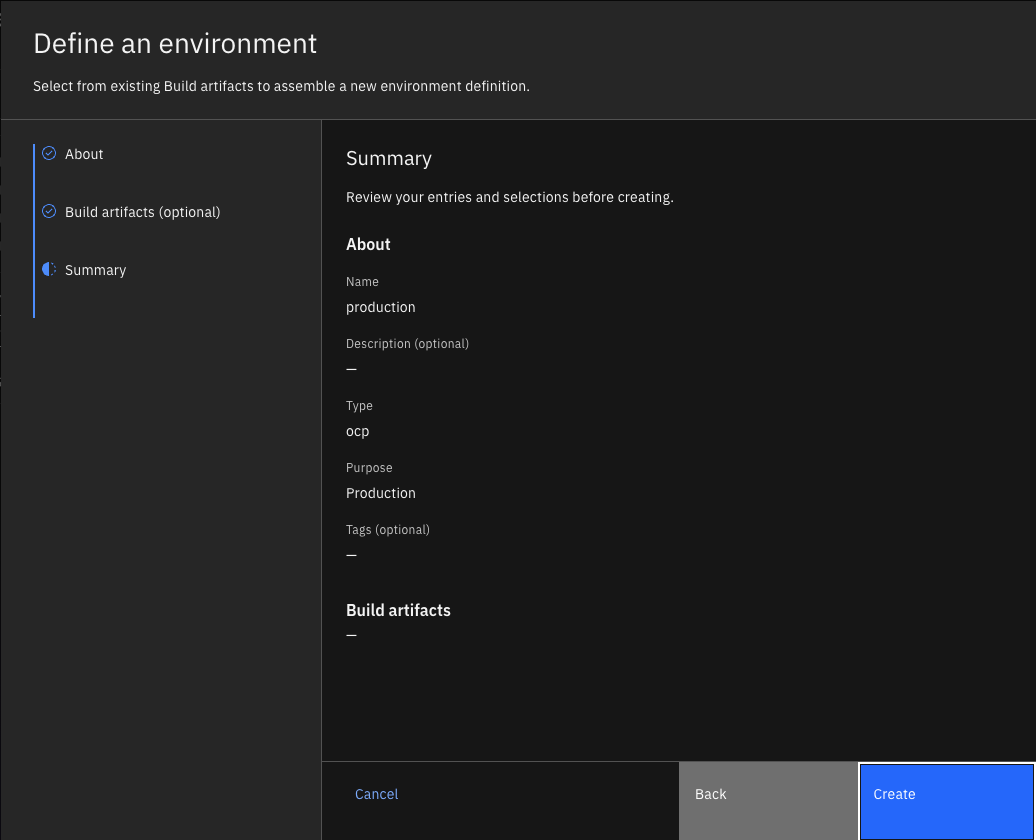 Define an environment
Select from existing Build artifacts to assemble a new environment definition.
About
Build artifacts (optional)
Summary
Summary
Review your entries and selections before creating.
About
Name
production
Description (optional)
—
Type
ocp
Purpose
Production
Tags (optional)
—
Build artifacts
—
Cancel
Back
Create